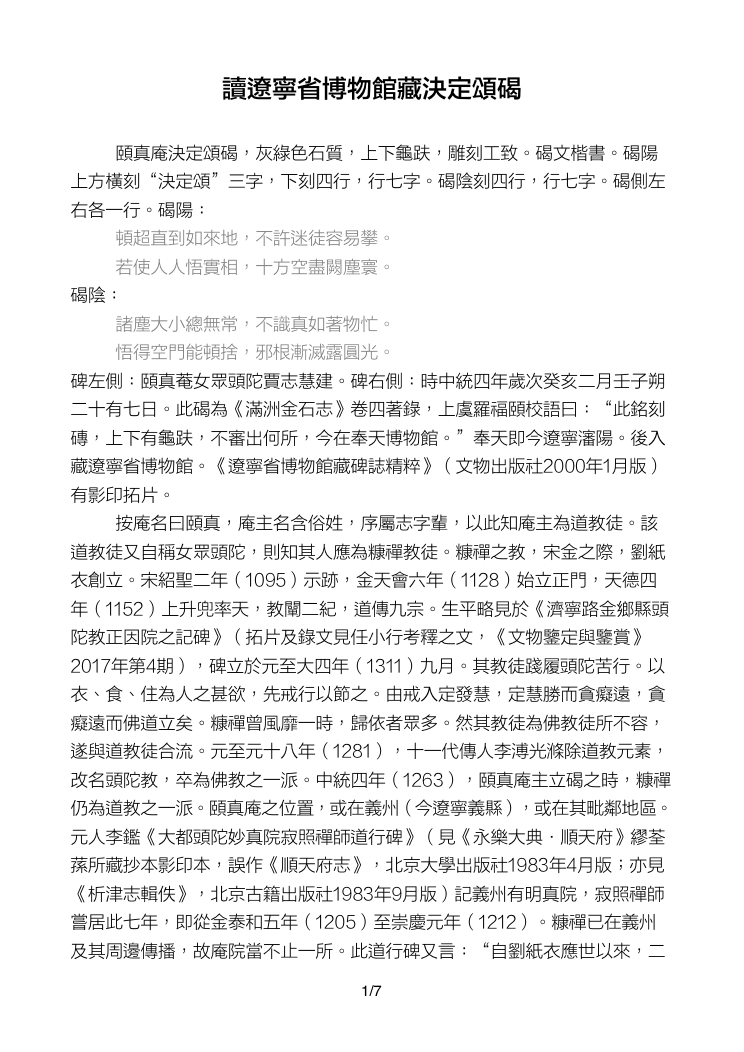 讀遼寧省博物館藏決定頌碣
頤真庵決定頌碣，灰綠色石質，上下龜趺，雕刻工致。碣文楷書。碣陽
上方橫刻“決定頌”三字，下刻四行，行七字。碣陰刻四行，行七字。碣側左
右各一行。碣陽：
頓超直到如來地，不許迷徒容易攀。
若使人人悟實相，十方空盡闕塵寰。
碣陰：
諸塵大小總無常，不識真如著物忙。
悟得空門能頓捨，邪根漸滅露圓光。
碑左側：頤真菴女眾頭陀賈志慧建。碑右側：時中統四年歲次癸亥二月壬子朔
二十有七日。此碣為《滿洲金石志》卷四著錄，上虞羅福頤校語曰：“此銘刻
磚，上下有龜趺，不審出何所，今在奉天博物館。”奉天即今遼寧瀋陽。後入
藏遼寧省博物館。《遼寧省博物館藏碑誌精粹》（文物出版社2000年1月版）
有影印拓片。
按庵名曰頤真，庵主名含俗姓，序屬志字輩，以此知庵主為道教徒。該
道教徒又自稱女眾頭陀，則知其人應為糠禪教徒。糠禪之教，宋金之際，劉紙
衣創立。宋紹聖二年（1095）示跡，金天會六年（1128）始立正門，天德四
年（1152）上升兜率天，教闡二紀，道傳九宗。生平略見於《濟寧路金鄉縣頭
陀教正因院之記碑》（拓片及錄文見任小行考釋之文，《文物鑒定與鑒賞》
2017年第4期），碑立於元至大四年（1311）九月。其教徒踐履頭陀苦行。以
衣、食、住為人之甚欲，先戒行以節之。由戒入定發慧，定慧勝而貪癡遠，貪
癡遠而佛道立矣。糠禪曾風靡一時，歸依者眾多。然其教徒為佛教徒所不容，
遂與道教徒合流。元至元十八年（1281），十一代傳人李溥光滌除道教元素，
改名頭陀教，卒為佛教之一派。中統四年（1263），頤真庵主立碣之時，糠禪
仍為道教之一派。頤真庵之位置，或在義州（今遼寧義縣），或在其毗鄰地區。
元人李鑑《大都頭陀妙真院寂照禪師道行碑》（見《永樂大典·順天府》繆荃
蓀所藏抄本影印本，誤作《順天府志》，北京大學出版社1983年4月版；亦見
《析津志輯佚》，北京古籍出版社1983年9月版）記義州有明真院，寂照禪師
嘗居此七年，即從金泰和五年（1205）至崇慶元年（1212）。糠禪已在義州
及其周邊傳播，故庵院當不止一所。此道行碑又言：“自劉紙衣應世以來，二
1/7